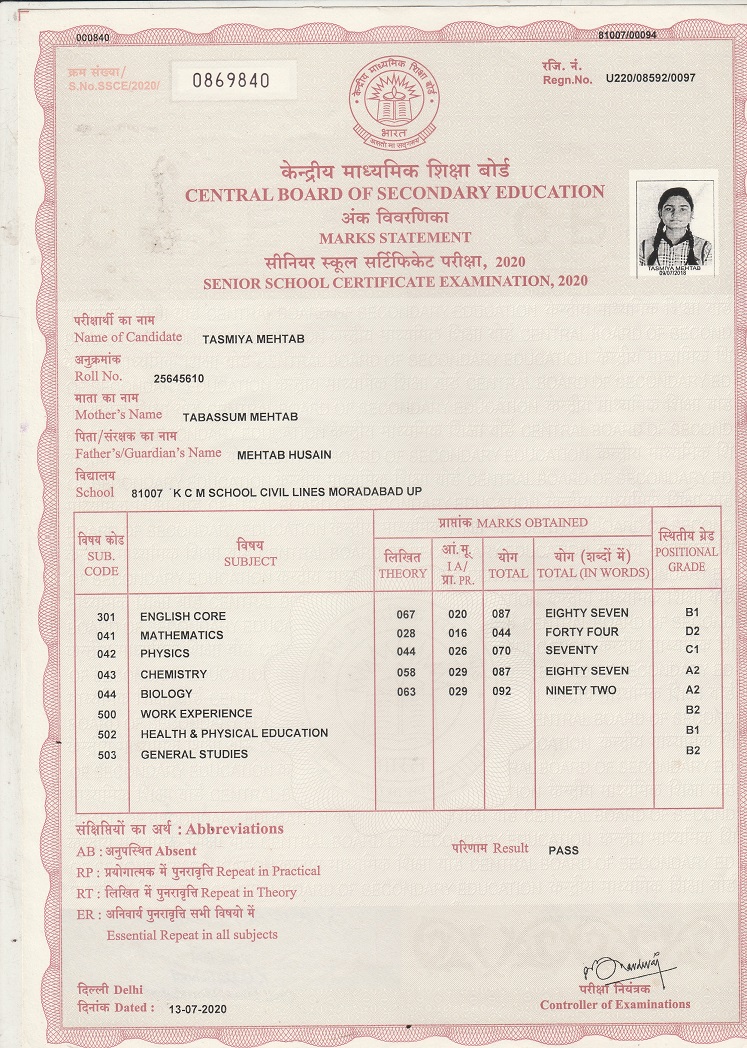 000840
81007/00094
क्रम संख्या/
S.No.SSCE/2020/
0869840
रजि. नं.
Regn.No. U220/08592/0097
केन्द्रीय माध्यमिक शिक्षा बोर्ड
भारत
असतो मा सद्गमय
केन्द्रीय माध्यमिक शिक्षा बोर्ड
CENTRAL BOARD OF SECONDARY EDUCATION
अंक विवरणिका
MARKS STATEMENT
सीनियर स्कूल सर्टिफिकेट परीक्षा, 2020
SENIOR SCHOOL CERTIFICATE EXAMINATION, 2020
TASMIYA MEHTAB
09/07/2018
परीक्षार्थी का नाम
Name of Candidate TASMIYA MEHTAB
अनुक्रमांक
Roll No. 25645610
माता का नाम
Mother's Name TABASSUM MEHTAB
पिता/संरक्षक का नाम
Father's/Guardian's Name MEHTAB HUSAIN
विद्यालय
School 81007 K C M SCHOOL CIVIL LINES MORADABAD UP
विषय कोड
SUB.
CODE
विषय
SUBJECT
प्राप्तांक MARKS OBTAINED
लिखित
THEORY
आं.मू.
I A/
प्रा. PR.
योग
TOTAL
योग (शब्दों में)
TOTAL (IN WORDS)
स्थितीय ग्रेड
POSITIONAL
GRADE
301 ENGLISH CORE 067 020 087 EIGHTY SEVEN B1
041 MATHEMATICS 028 016 044 FORTY FOUR D2
042 PHYSICS 044 026 070 SEVENTY C1
043 CHEMISTRY 058 029 087 EIGHTY SEVEN A2
044 BIOLOGY 063 029 092 NINETY TWO A2
500 WORK EXPERIENCE B2
502 HEALTH & PHYSICAL EDUCATION B1
503 GENERAL STUDIES B2
संक्षिप्तियों का अर्थ : Abbreviations
AB : अनुपस्थित Absent
परिणाम Result PASS
RP : प्रयोगात्मक में पुनरावृत्ति Repeat in Practical
RT : लिखित में पुनरावृत्ति Repeat in Theory
ER : अनिवार्य पुनरावृत्ति सभी विषयो में
Essential Repeat in all subjects
दिल्ली Delhi
दिनांक Dated : 13-07-2020
परीक्षा नियंत्रक
Controller of Examinations